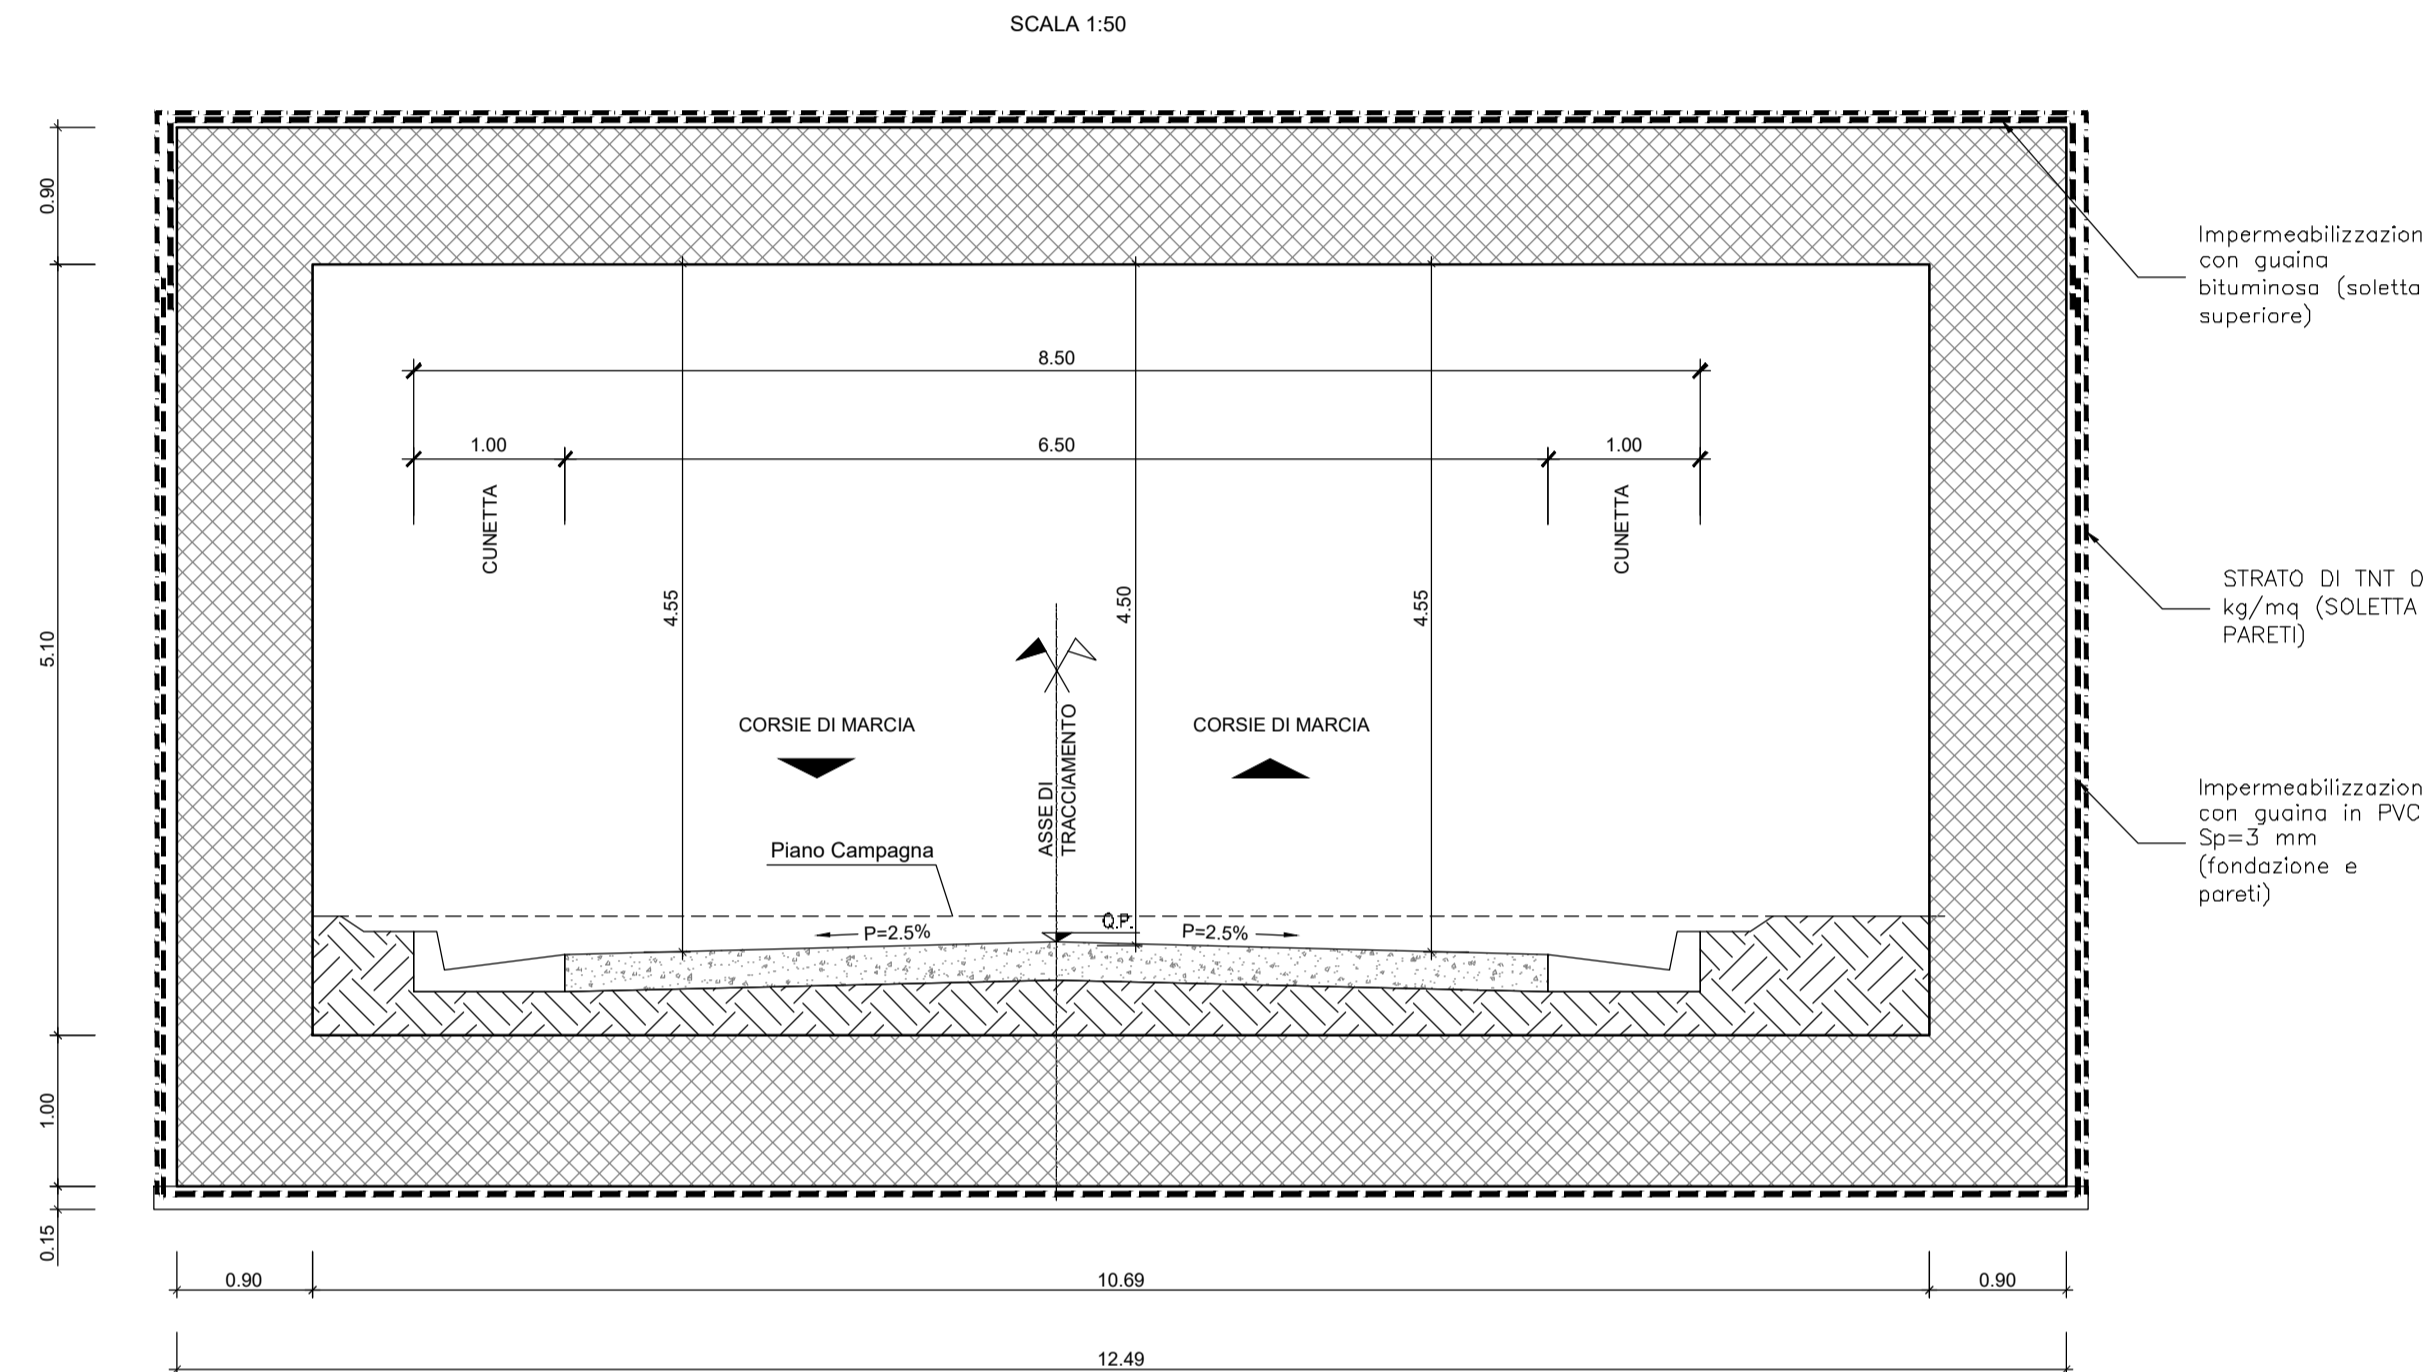 SCALA 1:50
0.90
Impermeabilizzazion
con guaina
bituminosa (soletta
superiore)
8.50
1.00
6.50
1.00
CUNETTA
CUNETTA
4.55
4.50
4.55
STRATO DI TNT
kg/mq (SOLETTA
PARETI)
5.10
CORSIE DI MARCIA
CORSIE DI MARCIA
ASSE DI
TRACCIAMENTO
Impermeabilizzazion
con guaina in PVC
Sp=3 mm
(fondazione e
pareti)
Piano Campagna
Q.P.
P=2.5%
P=2.5%
1.00
0.15
0.90
10.69
0.90
12.49